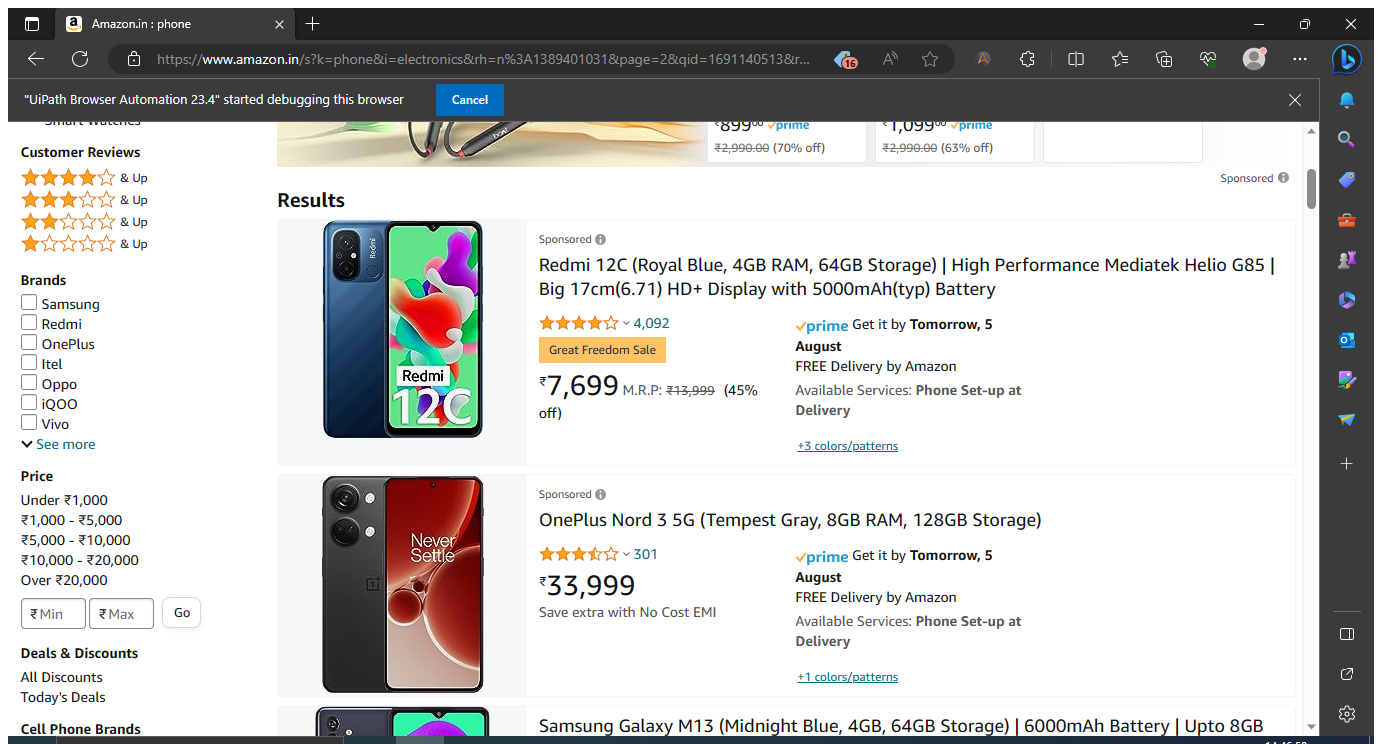 Amazon.in : phone
https://www.amazon.in/s?k=phone&i=electronics&rh=n%3A1389401031&page=2&qid=1691140513&r...
16
"UiPath Browser Automation 23.4" started debugging this browser
Cancel
Smart Watches
Customer Reviews
& Up
& Up
& Up
& Up
Brands
Samsung
Redmi
OnePlus
Itel
Oppo
iQOO
Vivo
See more
Price
Under ₹1,000
₹1,000 - ₹5,000
₹5,000 - ₹10,000
₹10,000 - ₹20,000
Over ₹20,000
₹ Min ₹ Max Go
Deals & Discounts
All Discounts
Today's Deals
Cell Phone Brands
₹89900 prime
₹2,990.00 (70% off)
₹1,09900 prime
₹2,990.00 (63% off)
Sponsored
Results
Redmi
Redmi
12C
Sponsored
Redmi 12C (Royal Blue, 4GB RAM, 64GB Storage) | High Performance Mediatek Helio G85 |
Big 17cm(6.71) HD+ Display with 5000mAh(typ) Battery
4,092
Great Freedom Sale
₹7,699 M.R.P: ₹13,999 (45%
off)
prime Get it by Tomorrow, 5
August
FREE Delivery by Amazon
Available Services: Phone Set-up at
Delivery
+3 colors/patterns
Never
Settle
Sponsored
OnePlus Nord 3 5G (Tempest Gray, 8GB RAM, 128GB Storage)
301
₹33,999
Save extra with No Cost EMI
prime Get it by Tomorrow, 5
August
FREE Delivery by Amazon
Available Services: Phone Set-up at
Delivery
+1 colors/patterns
Samsung Galaxy M13 (Midnight Blue, 4GB, 64GB Storage) | 6000mAh Battery | Upto 8GB